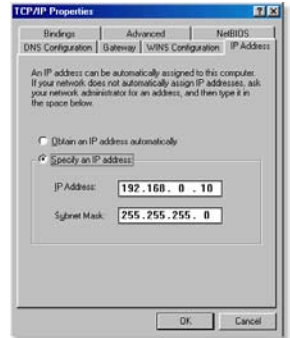 TCP/IP Properties
Bindings Advanced NetBIOS
DNS Configuration Gateway WINS Configuration IP Address
An IP address can be automatically assigned to this computer.
If your network does not automatically assign IP addresses, ask
your network administrator for an address, and then type it in
the space below.
Obtain an IP address automatically
Specify an IP address:
IP Address: 192.168. 0 .10
Subnet Mask: 255.255.255. 0
OK Cancel